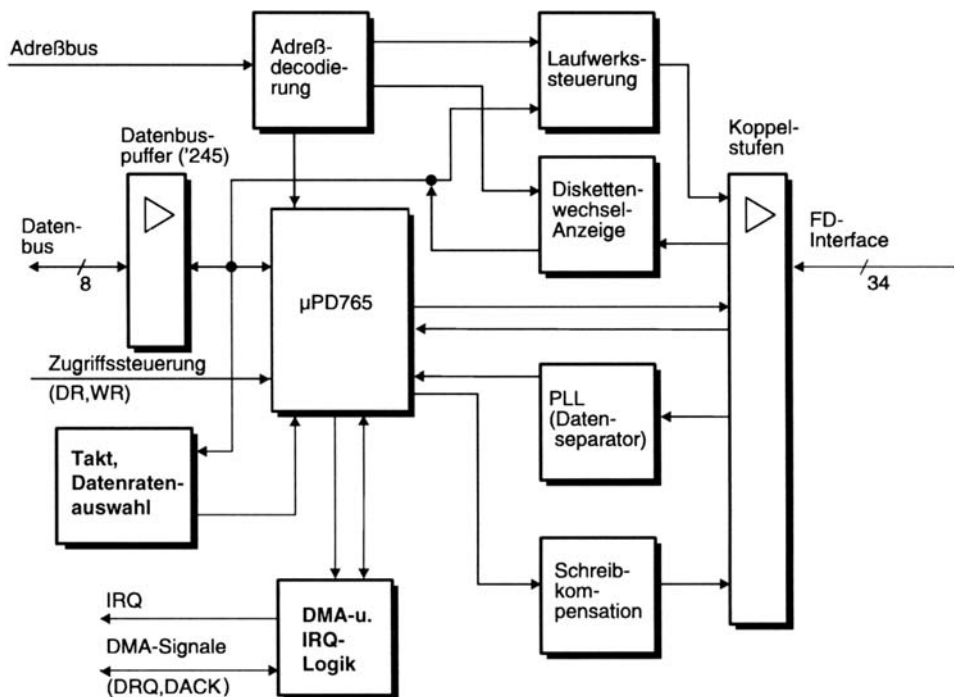 Adreßbus
Adreß-
decodie-
rung
Laufwerks-
steuerung
Koppel-
stufen
Datenbus-
puffer ('245)
Disketten-
wechsel-
Anzeige
Daten-
bus
8
FD-
Interface
34
µPD765
Zugriffssteuerung
(DR,WR)
PLL
(Daten-
separator)
Takt,
Datenraten-
auswahl
Schreib-
kom-
pensation
IRQ
DMA-Signale
(DRQ,DACK)
DMA-u.
IRQ-
Logik